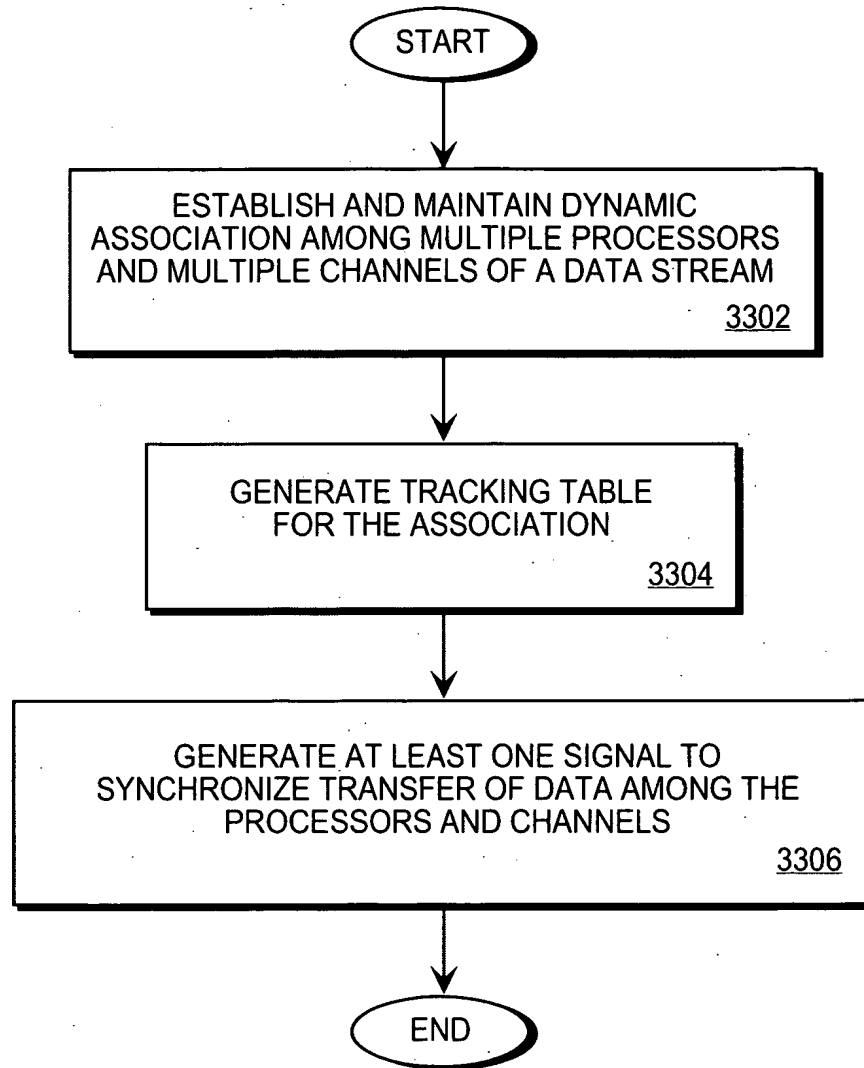 START
ESTABLISH AND MAINTAIN DYNAMIC
ASSOCIATION AMONG MULTIPLE PROCESSORS
AND MULTIPLE CHANNELS OF A DATA STREAM
3302
GENERATE TRACKING TABLE
FOR THE ASSOCIATION
3304
GENERATE AT LEAST ONE SIGNAL TO
SYNCHRONIZE TRANSFER OF DATA AMONG THE
PROCESSORS AND CHANNELS
3306
END